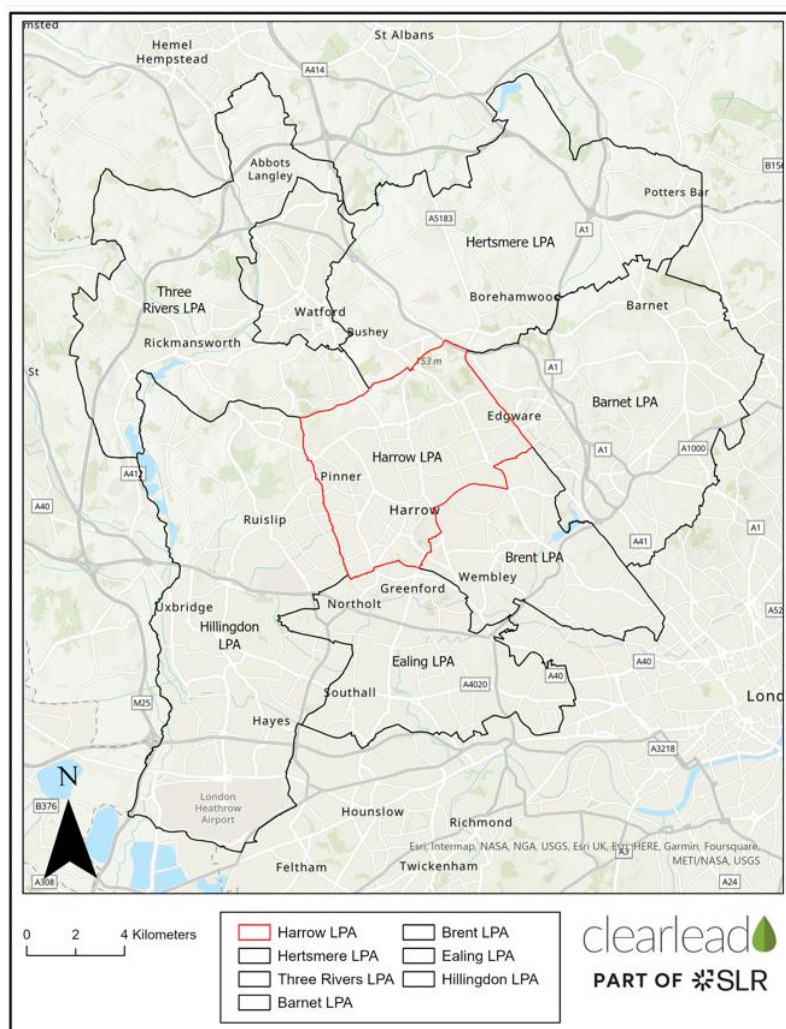 msted
Hemel
Hempstead
St Albans
A414
Abbots
Langley
B156
Potters Bar
A5183
A1
Hertsmere LPA
Three
Rivers LPA
Borehamwood
Barnet
Watford
Bushey
Rickmansworth
153 m
St
A1
Edgware
Barnet LPA
Harrow LPA
A1000
A1
Pinner
A412
A40
Harrow
Ruislip
A1
A41
Brent LPA
Wembley
Greenford
Northolt
Uxbridge
Hillingdon
LPA
A52
Ealing LPA
A40
A40
A4020
Southall
Lond
M25
Hayes
A3218
N
London
Heathrow
Airport
B376
Hounslow
Richmond
Esri, Intermap, NASA, NGA, USGS, Esri UK, Esri, HERE, Garmin, Foursquare,
METI/NASA, USGS
A3
Feltham
Twickenham
A308
A24
0 2 4 Kilometers
Harrow LPA
Hertsmere LPA
Three Rivers LPA
Barnet LPA
Brent LPA
Ealing LPA
Hillingdon LPA
clearlead
PART OF SLR